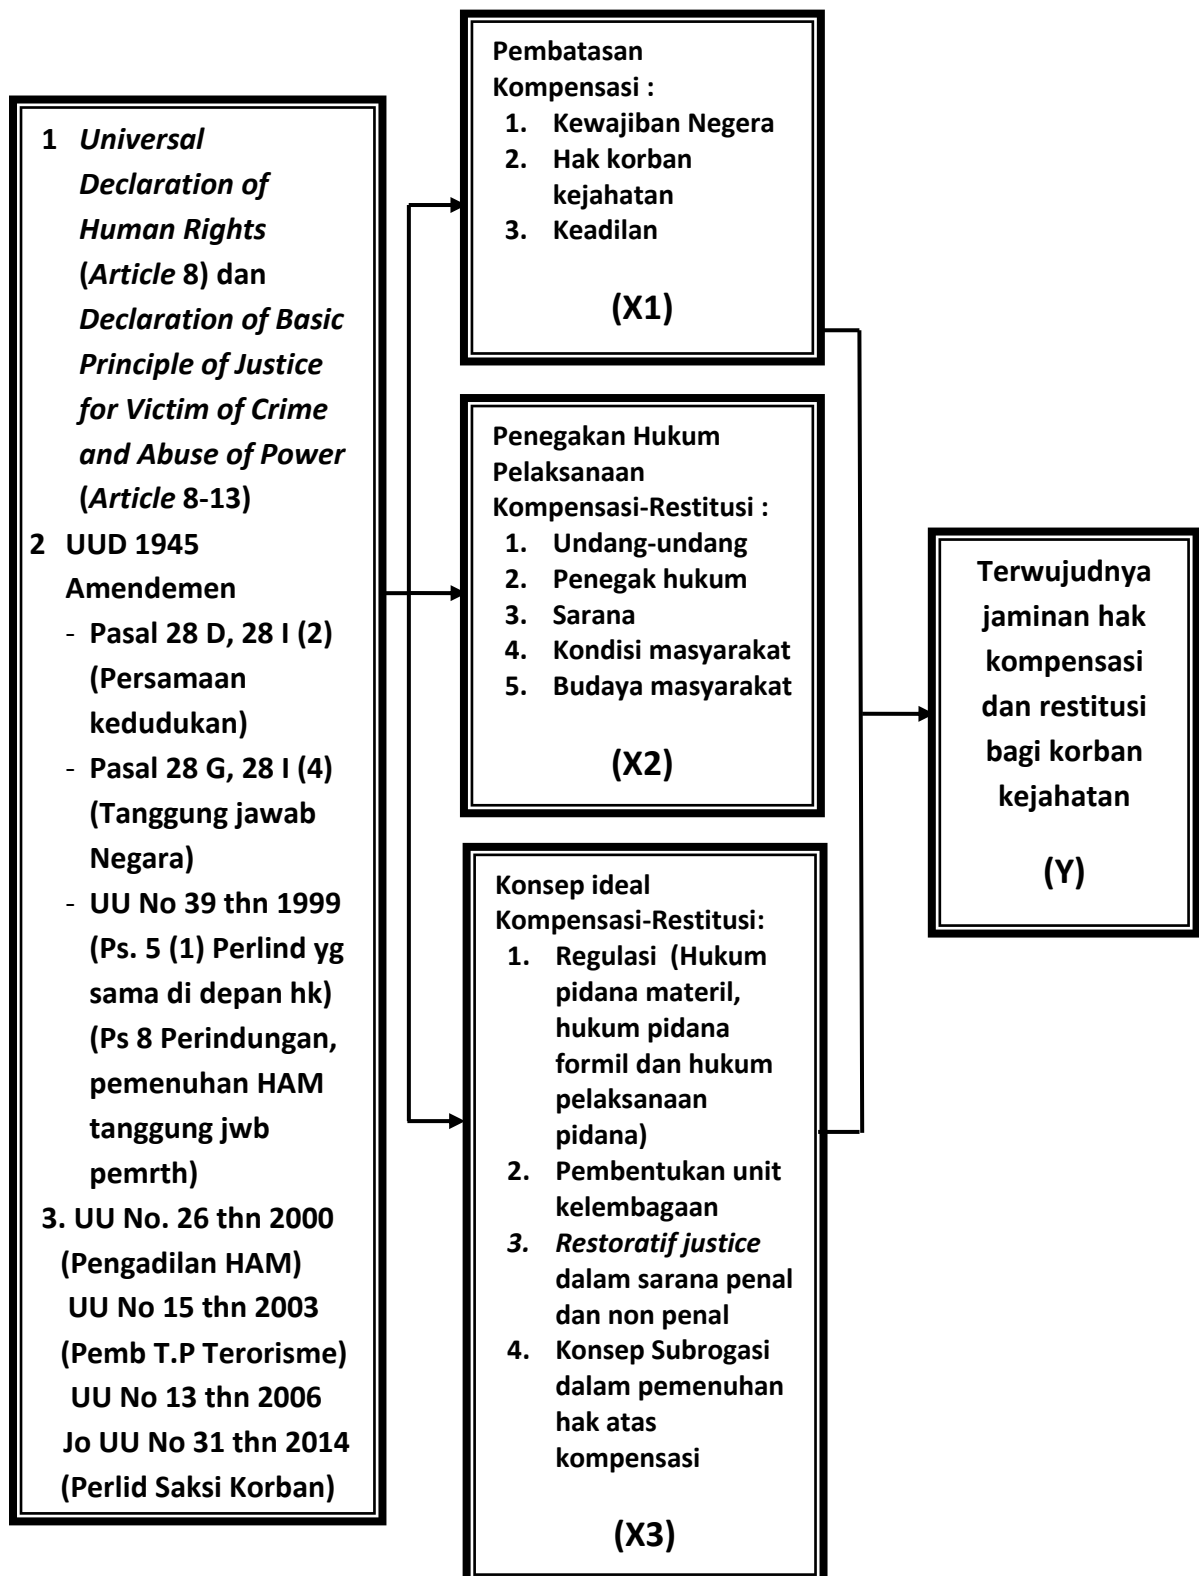 1 Universal
Declaration of
Human Rights
(Article 8) dan
Declaration of Basic
Principle of Justice
for Victim of Crime
and Abuse of Power
(Article 8-13)
2 UUD 1945
Amendemen
- Pasal 28 D, 28 I (2)
(Persamaan
kedudukan)
- Pasal 28 G, 28 I (4)
(Tanggung jawab
Negara)
- UU No 39 thn 1999
(Ps. 5 (1) Perlind yg
sama di depan hk)
(Ps 8 Perindungan,
pemenuhan HAM
tanggung jwb
pemrth)
3. UU No. 26 thn 2000
(Pengadilan HAM)
UU No 15 thn 2003
(Pemb T.P Terorisme)
UU No 13 thn 2006
Jo UU No 31 thn 2014
(Perlid Saksi Korban)
Pembatasan
Kompensasi :
1. Kewajiban Negera
2. Hak korban
kejahatan
3. Keadilan
(X1)
Penegakan Hukum
Pelaksanaan
Kompensasi-Restitusi :
1. Undang-undang
2. Penegak hukum
3. Sarana
4. Kondisi masyarakat
5. Budaya masyarakat
(X2)
Konsep ideal
Kompensasi-Restitusi:
1. Regulasi (Hukum
pidana materil,
hukum pidana
formil dan hukum
pelaksanaan
pidana)
2. Pembentukan unit
kelembagaan
3. Restoratif justice
dalam sarana penal
dan non penal
4. Konsep Subrogasi
dalam pemenuhan
hak atas
kompensasi
(X3)
Terwujudnya
jaminan hak
kompensasi
dan restitusi
bagi korban
kejahatan
(Y)